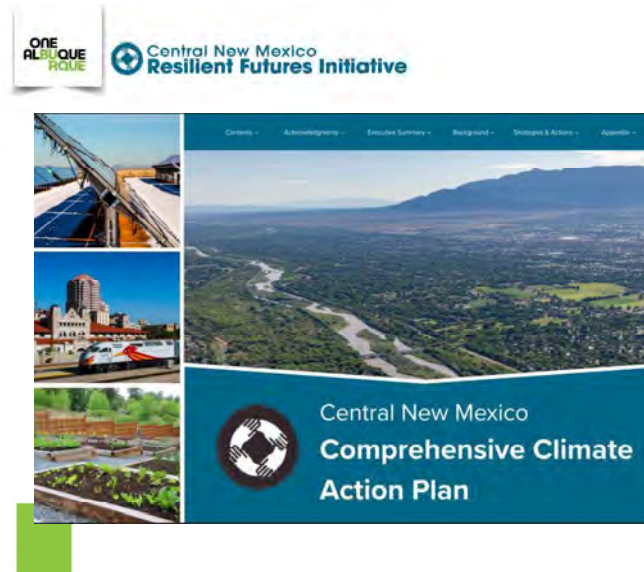 ONE
ALBUQUE
RQUE
Central New Mexico
Resilient Futures Initiative
Contents
Acknowledgments
Executive Summary
Background
Strategies & Actions
Appendix
Central New Mexico
Comprehensive Climate
Action Plan